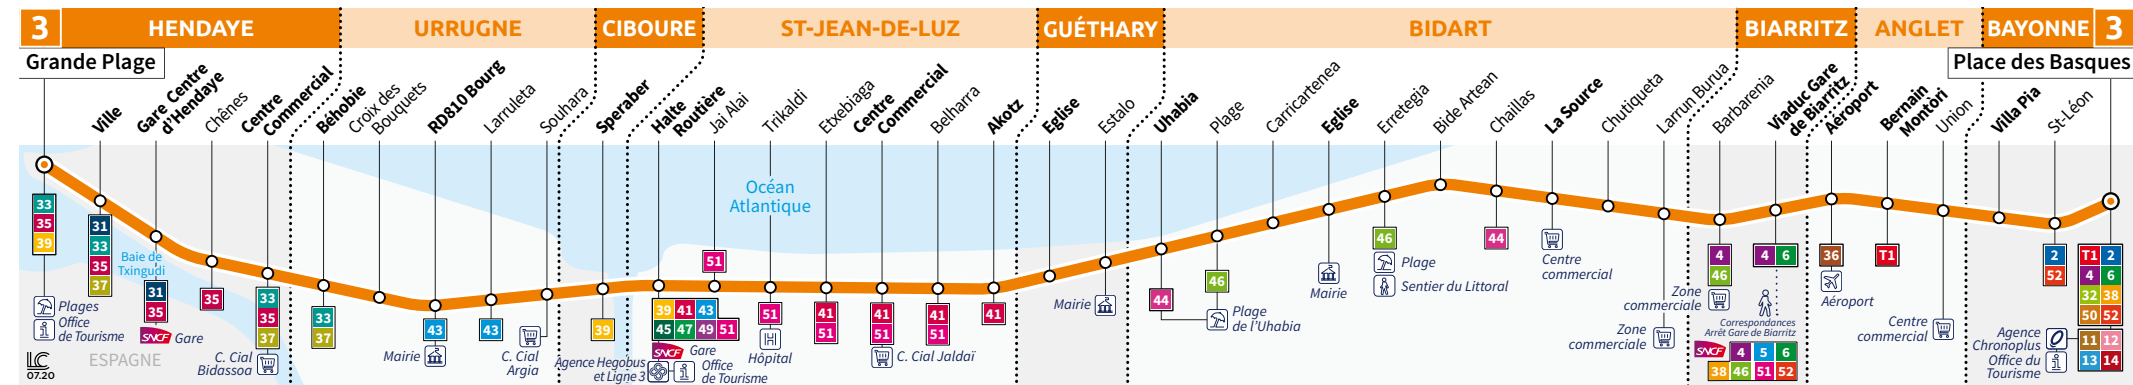 3
HENDAYE
URRUGNE
CIBOURE
ST-JEAN-DE-LUZ
GUÉTHARY
BIDART
BIARRITZ
ANGLET
BAYONNE
3
Grande Plage
Ville
Gare Centre
d'Hendaye
Chênes
Centre
Commercial
Béhobie
Croix des
Bouquets
RD810 Bourg
Larruleta
Souhara
Speraber
Halte
Routière
Jai Alai
Trikaldi
Etxebiaga
Centre
Commercial
Belharra
Akotz
Eglise
Estalo
Uhabia
Plage
Carricartenea
Eglise
Erretegia
Bide Artean
Chaillas
La Source
Chutiqueta
Larrun Burua
Barbarenia
Viaduc Gare
de Biarritz
Aéroport
Bernain
Montòri
Union
Villa Pia
St-Léon
Place des Basques
33
35
39
Plages
Office
de Tourisme
LC
07.20
31
33
35
37
Baie de
Txingudi
31
35
SNCF Gare
ESPAGNE
35
33
35
37
C. Cial
Bidassoa
33
37
43
Mairie
43
C. Cial
Argia
39
Agence Hegobus
et Ligne 3
39 41 43
45 47 49 51
SNCF Gare
Office
de Tourisme
51
Océan
Atlantique
51
H
Hôpital
41
51
41
51
C. Cial Jaldaï
41
51
41
Mairie
44
46
Plage
de l'Uhabia
Mairie
46
Plage
Sentier du Littoral
44
Centre
commercial
Zone
commerciale
4
46
Zone
commerciale
4 6
Correspondances
Arrêt Gare de Biarritz
SNCF 4 5 6
38 46 51 52
36
Aéroport
T1
Centre
commercial
2
52
T1 2
4 6
32 38
50 52
11 12
13 14
Agence
Chronoplus
Office du
Tourisme